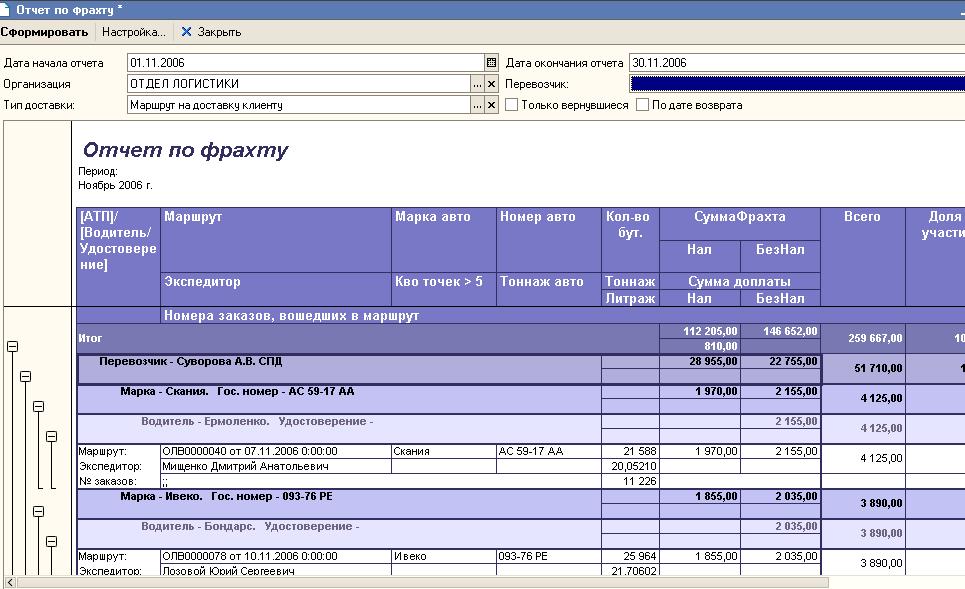 Отчет по фрахту *
Сформировать Настройка... Закрыть
Дата начала отчета 01.11.2006 Дата окончания отчета 30.11.2006
Организация ОТДЕЛ ЛОГИСТИКИ ... × Перевозчик:
Тип доставки: Маршрут на доставку клиенту ... × Только вернувшиеся По дате возврата
Отчет по фрахту
Период:
Ноябрь 2006 г.
[АТП]/ Маршрут Марка авто Номер авто Кол-во СуммаФрахта Всего Доля
[Водитель/ бут. участи
Удостовере Нал БезНал
ние]
Экспедитор Кво точек > 5 Тоннаж авто Тоннаж Сумма доплаты
Литраж Нал БезНал
Номера заказов, вошедших в маршрут
Итог 112 205,00 146 652,00 259 667,00 10
810,00
Перевозчик - Суворова А.В. СПД 28 955,00 22 755,00 51 710,00 1
Марка - Скания. Гос. номер - АС 59-17 АА 1 970,00 2 155,00 4 125,00
Водитель - Ермоленко. Удостоверение - 2 155,00 4 125,00
Маршрут: ОЛВ0000040 от 07.11.2006 0:00:00 Скания АС 59-17 АА 21 588 1 970,00 2 155,00 4 125,00
Экспедитор: Мищенко Дмитрий Анатольевич 20,05210
№ заказов: ;; 11 226
Марка - Ивеко. Гос. номер - 093-76 РЕ 1 855,00 2 035,00 3 890,00
Водитель - Бондарс. Удостоверение - 2 035,00 3 890,00
Маршрут: ОЛВ0000078 от 10.11.2006 0:00:00 Ивеко 093-76 РЕ 25 964 1 855,00 2 035,00 3 890,00
Экспедитор: Лозовой Юрий Сергеевич 21,70602